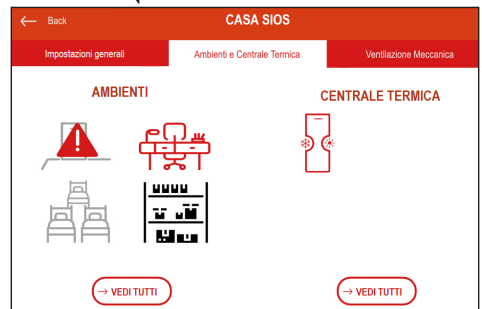 ← Back
CASA SIOS
Impostazioni generali
Ambienti e Centrale Termica
Ventilazione Meccanica
AMBIENTI
CENTRALE TERMICA
→ VEDI TUTTI
→ VEDI TUTTI